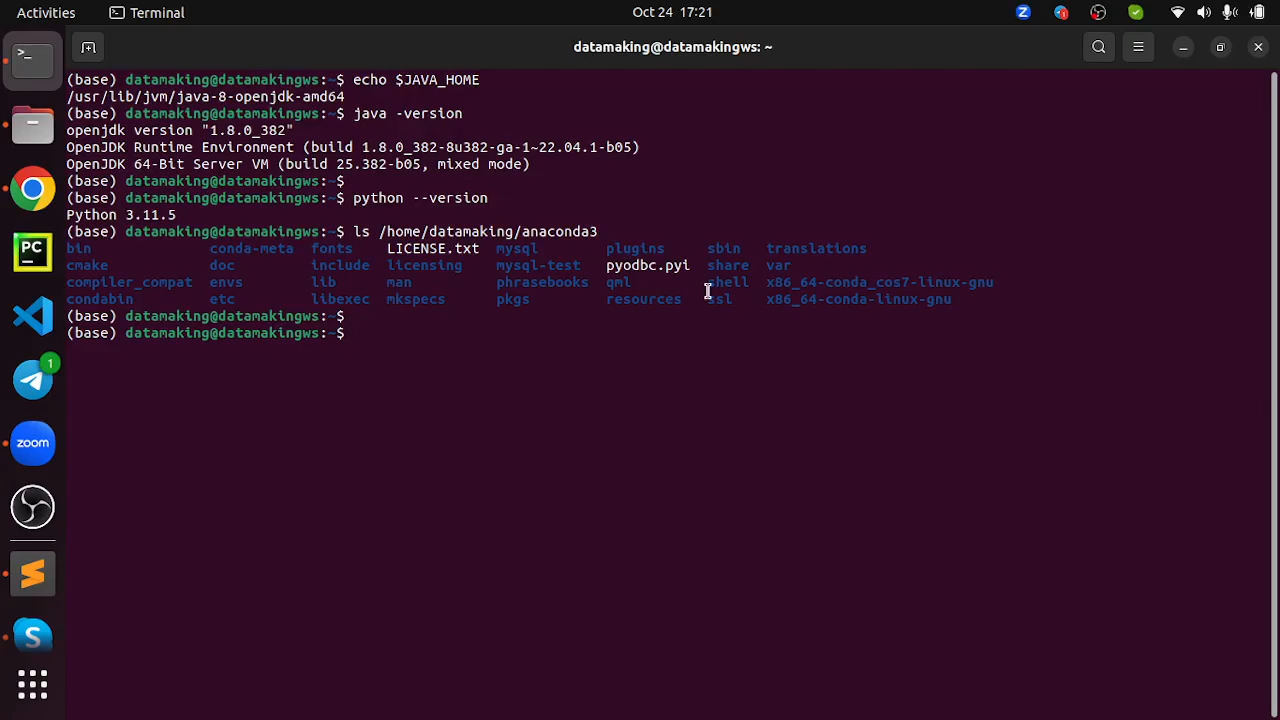 Activities Terminal Oct 24 17:21
datamaking@datamakingws: ~
(base) datamaking@datamakingws:~$ echo $JAVA_HOME
/usr/lib/jvm/java-8-openjdk-amd64
(base) datamaking@datamakingws:~$ java -version
openjdk version "1.8.0_382"
OpenJDK Runtime Environment (build 1.8.0_382-8u382-ga-1~22.04.1-b05)
OpenJDK 64-Bit Server VM (build 25.382-b05, mixed mode)
(base) datamaking@datamakingws:~$
(base) datamaking@datamakingws:~$ python --version
Python 3.11.5
(base) datamaking@datamakingws:~$ ls /home/datamaking/anaconda3
bin conda-meta fonts LICENSE.txt mysql plugins sbin translations
cmake doc include licensing mysql-test pyodbc.pyi share var
compiler_compat envs lib man phrasebooks qml shell x86_64-conda_cos7-linux-gnu
condabin etc libexec mkspecs pkgs resources ssl x86_64-conda-linux-gnu
(base) datamaking@datamakingws:~$
(base) datamaking@datamakingws:~$
PC
1
zoom
S
Z
1